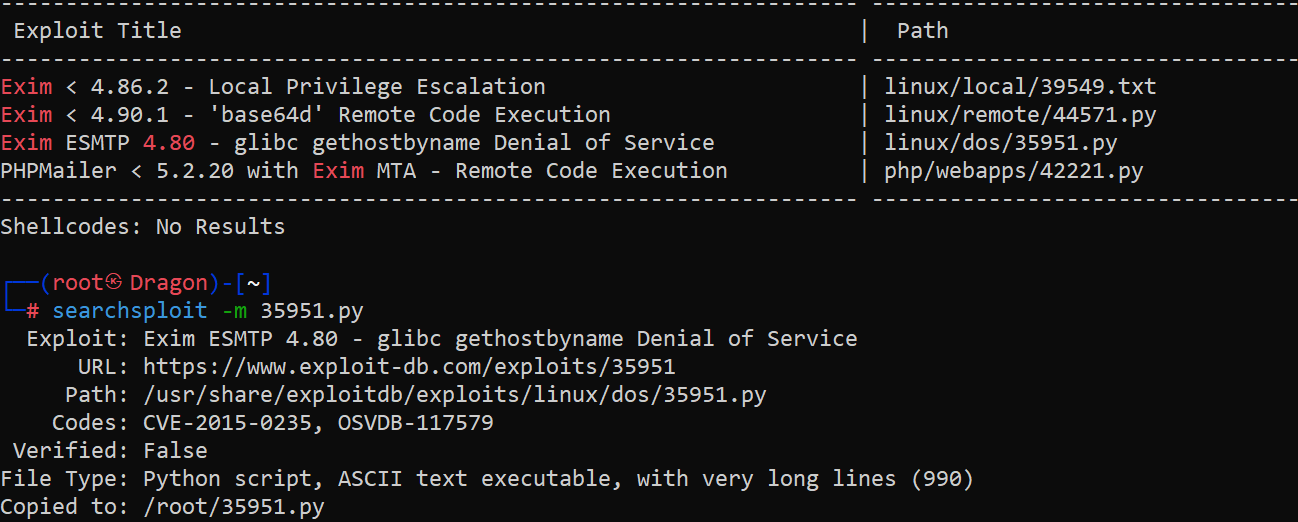 --------------------------------------------------------------- ---------------------------------
 Exploit Title | Path
--------------------------------------------------------------- ---------------------------------
Exim < 4.86.2 - Local Privilege Escalation | linux/local/39549.txt
Exim < 4.90.1 - 'base64d' Remote Code Execution | linux/remote/44571.py
Exim ESMTP 4.80 - glibc gethostbyname Denial of Service | linux/dos/35951.py
PHPMailer < 5.2.20 with Exim MTA - Remote Code Execution | php/webapps/42221.py
--------------------------------------------------------------- ---------------------------------
Shellcodes: No Results
┌──(root㉿Dragon)-[~]
└─# searchsploit -m 35951.py
Exploit: Exim ESMTP 4.80 - glibc gethostbyname Denial of Service
URL: https://www.exploit-db.com/exploits/35951
Path: /usr/share/exploitdb/exploits/linux/dos/35951.py
Codes: CVE-2015-0235, OSVDB-117579
Verified: False
File Type: Python script, ASCII text executable, with very long lines (990)
Copied to: /root/35951.py